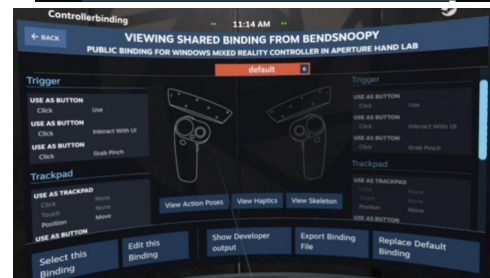 Controllerbinding
11:14 AM
← BACK
VIEWING SHARED BINDING FROM BENDSNOOPY
PUBLIC BINDING FOR WINDOWS MIXED REALITY CONTROLLER IN APERTURE HAND LAB
default
Trigger
USE AS BUTTON
Click Use
USE AS BUTTON
Click Interact With UI
USE AS BUTTON
Click Grab Pinch
Trackpad
USE AS TRACKPAD
Click None
Touch None
Position Move
USE AS BUTTON
View Action Poses
View Haptics
View Skeleton
Trigger
USE AS BUTTON
Click Use
USE AS BUTTON
Click Interact With UI
USE AS BUTTON
Click Grab Pinch
Trackpad
USE AS TRACKPAD
Click None
Touch None
Position Move
USE AS BUTTON
Select this Binding
Edit this Binding
Show Developer output
Export Binding File
Replace Default Binding